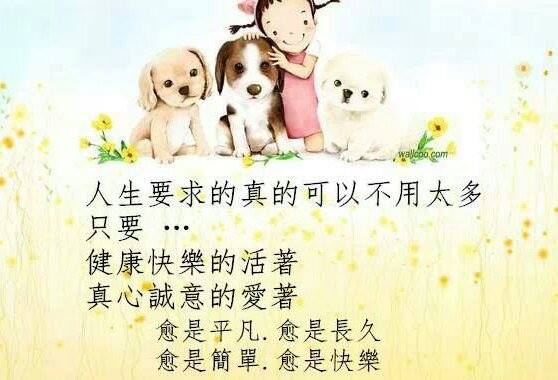 wallcoo.com
人生要求的真的可以不用太多
只要 …
健康快樂的活著
真心誠意的愛著
愈是平凡.愈是長久
愈是簡單.愈是快樂